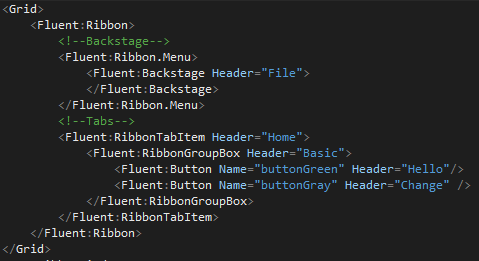 <Grid>
<Fluent:Ribbon>
<!--Backstage-->
<Fluent:Ribbon.Menu>
<Fluent:Backstage Header="File">
</Fluent:Backstage>
</Fluent:Ribbon.Menu>
<!--Tabs-->
<Fluent:RibbonTabItem Header="Home">
<Fluent:RibbonGroupBox Header="Basic">
<Fluent:Button Name="buttonGreen" Header="Hello"/>
<Fluent:Button Name="buttonGray" Header="Change" />
</Fluent:RibbonGroupBox>
</Fluent:RibbonTabItem>
</Fluent:Ribbon>
</Grid>